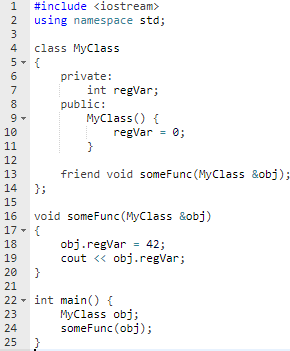 1 #include <iostream>
2 using namespace std;
3
4 class MyClass
5 {
6     private:
7         int regVar;
8     public:
9         MyClass() {
10             regVar = 0;
11         }
12
13     friend void someFunc(MyClass &obj);
14 };
15
16 void someFunc(MyClass &obj)
17 {
18     obj.regVar = 42;
19     cout << obj.regVar;
20 }
21
22 int main() {
23     MyClass obj;
24     someFunc(obj);
25 }